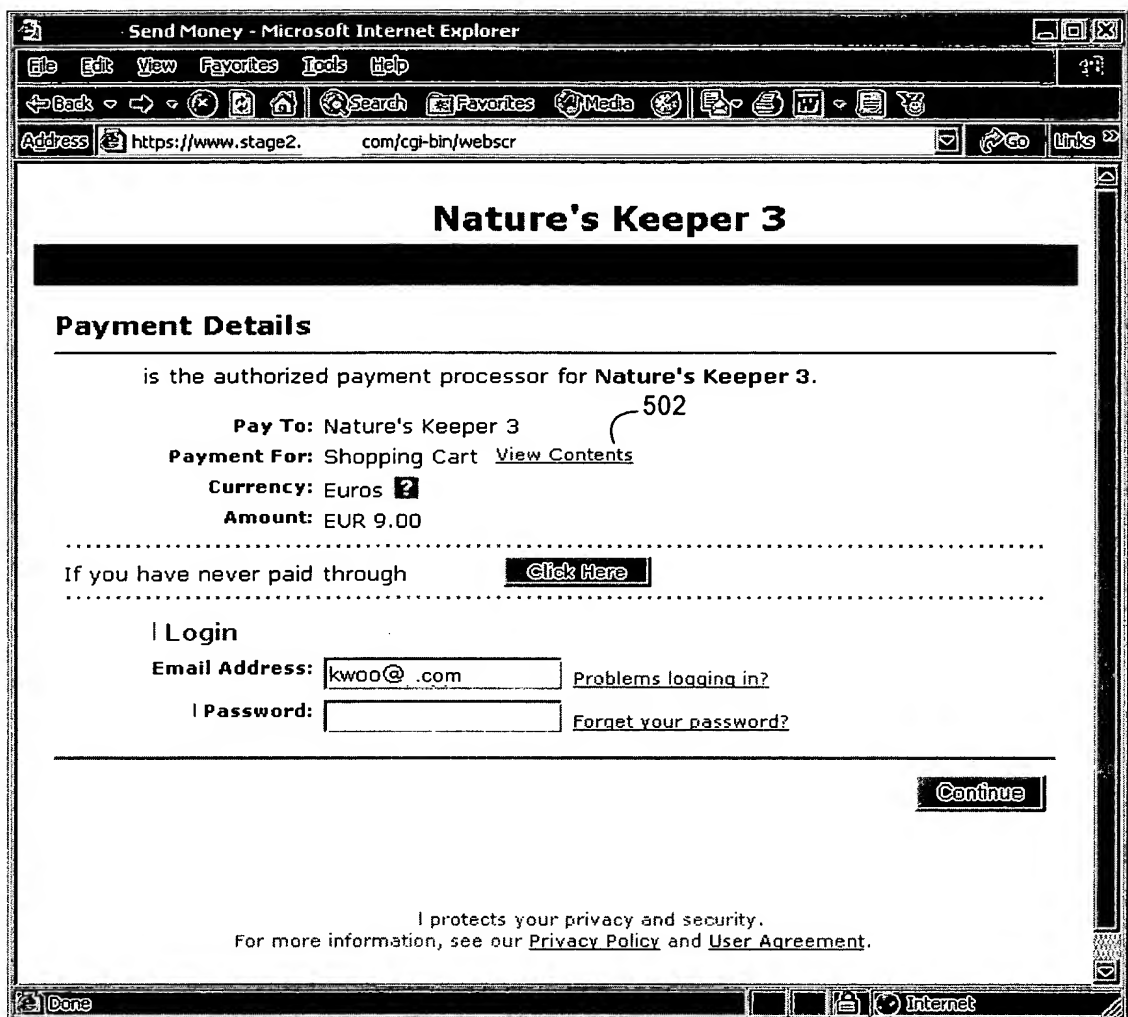 Send Money - Microsoft Internet Explorer
File Edit View Favorites Tools Help
Back Search Favorites Media
Address https://www.stage2. com/cgi-bin/webscr Go Links »
Nature's Keeper 3
Payment Details
is the authorized payment processor for Nature's Keeper 3.
502
Pay To: Nature's Keeper 3
Payment For: Shopping Cart View Contents
Currency: Euros ?
Amount: EUR 9.00
If you have never paid through Click Here
l Login
Email Address: kwoo@ .com Problems logging in?
l Password: Forget your password?
Continue
l protects your privacy and security.
For more information, see our Privacy Policy and User Agreement.
Done Internet